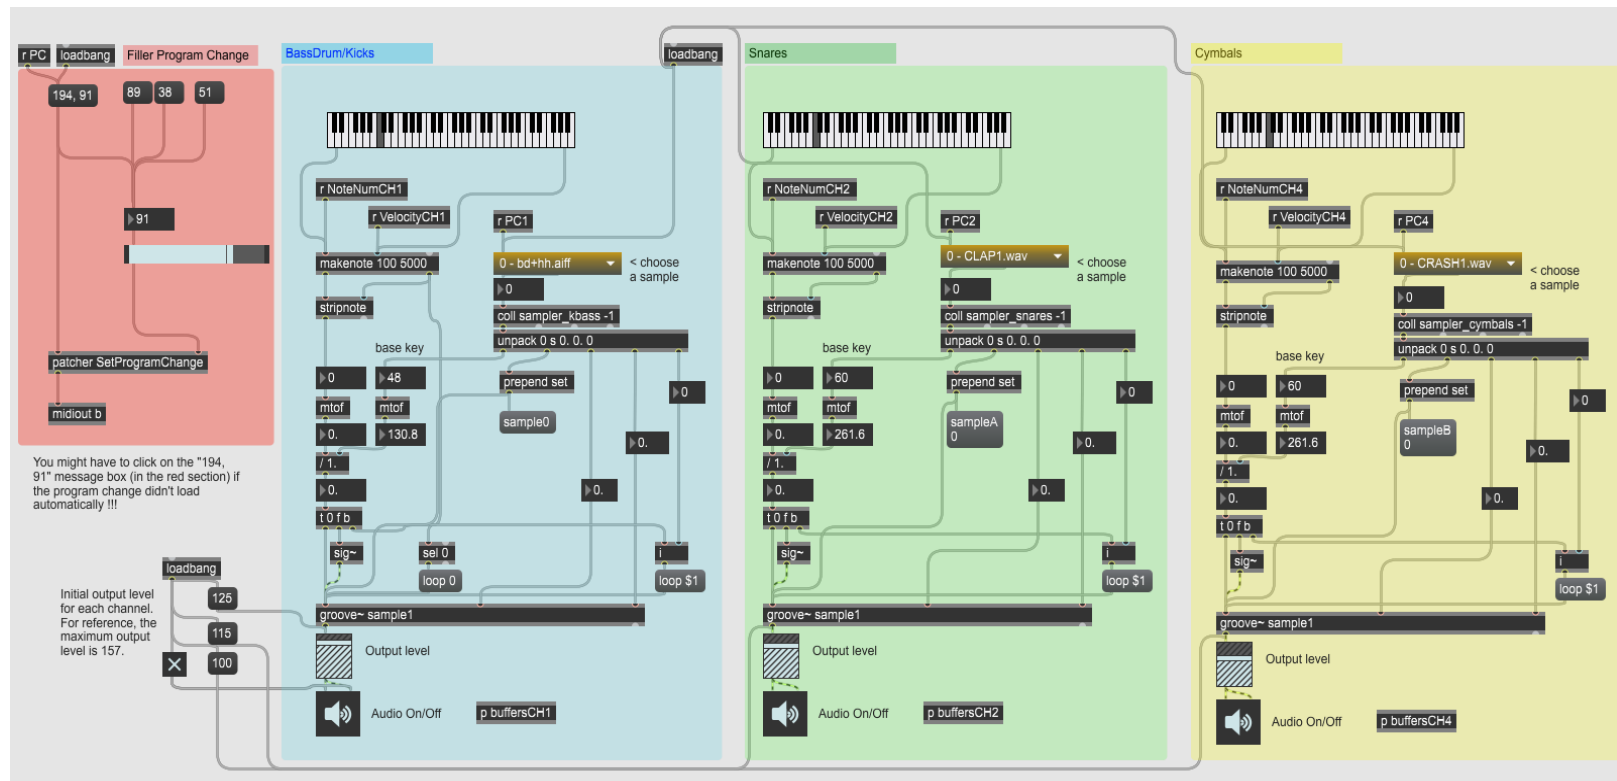 r PC
loadbang
Filler Program Change
194, 91
89
38
51
91
patcher SetProgramChange
midiout b
You might have to click on the "194,
91" message box (in the red section) if
the program change didn't load
automatically !!!
loadbang
Initial output level
for each channel.
For reference, the
maximum output
level is 157.
125
115
100
BassDrum/Kicks
loadbang
r NoteNumCH1
r VelocityCH1
r PC1
makenote 100 5000
0 - bd+hh.aiff
< choose
a sample
0
stripnote
coll sampler_kbass -1
unpack 0 s 0. 0. 0
base key
0
48
prepend set
0
mtof
mtof
sample0
0.
130.8
0.
/ 1.
0.
0.
t 0 f b
sig~
sel 0
i
loop 0
loop $1
groove~ sample1
Output level
Audio On/Off
p buffersCH1
Snares
r NoteNumCH2
r VelocityCH2
r PC2
makenote 100 5000
0 - CLAP1.wav
< choose
a sample
0
stripnote
coll sampler_snares -1
unpack 0 s 0. 0. 0
base key
0
60
prepend set
0
mtof
mtof
sampleA
0
0.
261.6
0.
/ 1.
0.
0.
t 0 f b
sig~
i
loop $1
groove~ sample1
Output level
Audio On/Off
p buffersCH2
Cymbals
r NoteNumCH4
r VelocityCH4
r PC4
makenote 100 5000
0 - CRASH1.wav
< choose
a sample
0
stripnote
coll sampler_cymbals -1
unpack 0 s 0. 0. 0
base key
0
60
prepend set
0
mtof
mtof
sampleB
0
0.
261.6
0.
/ 1.
0.
0.
t 0 f b
sig~
i
loop $1
groove~ sample1
Output level
Audio On/Off
p buffersCH4